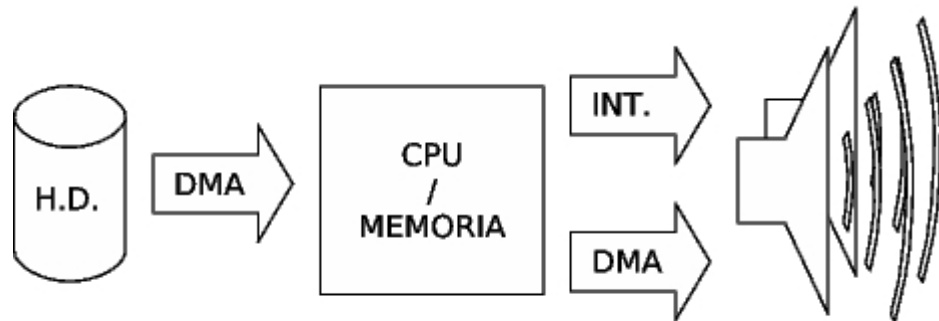 H.D.
DMA
CPU
/
MEMORIA
INT.
DMA